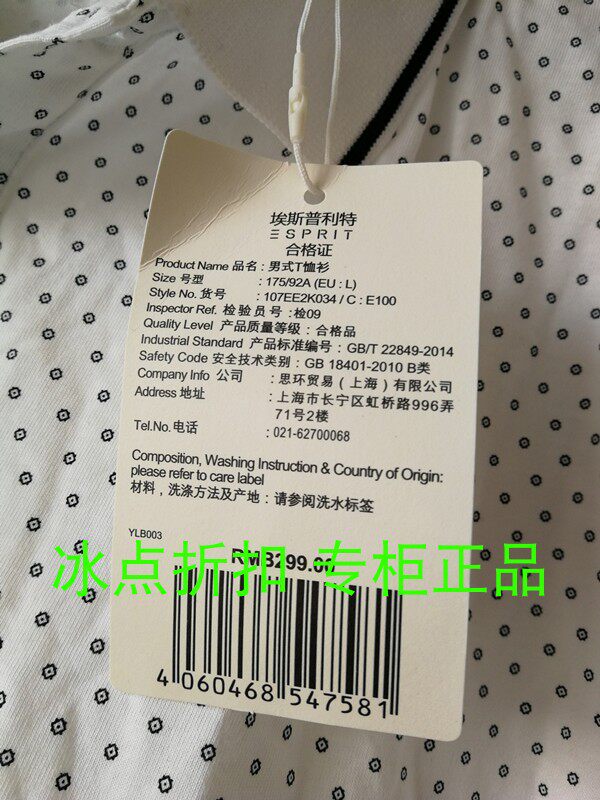 埃斯普利特
ESPRIT
合格证
Product Name 品名 : 男式T恤衫
Size 号型 : 175/92A (EU : L)
Style No. 货号 : 107EE2K034 / C : E100
Inspector Ref. 检验员号 : 检09
Quality Level 产品质量等级 : 合格品
Industrial Standard 产品标准编号 : GB/T 22849-2014
Safety Code 安全技术类别 : GB 18401-2010 B类
Company Info 公司 : 思环贸易(上海)有限公司
Address 地址 : 上海市长宁区虹桥路996弄
71号2楼
Tel.No. 电话 : 021-62700068
Composition, Washing Instruction & Country of Origin:
please refer to care label
材料,洗涤方法及产地 : 请参阅洗水标签
YLB003
RMB299.00
冰点折扣 专柜正品
4 060468 547581